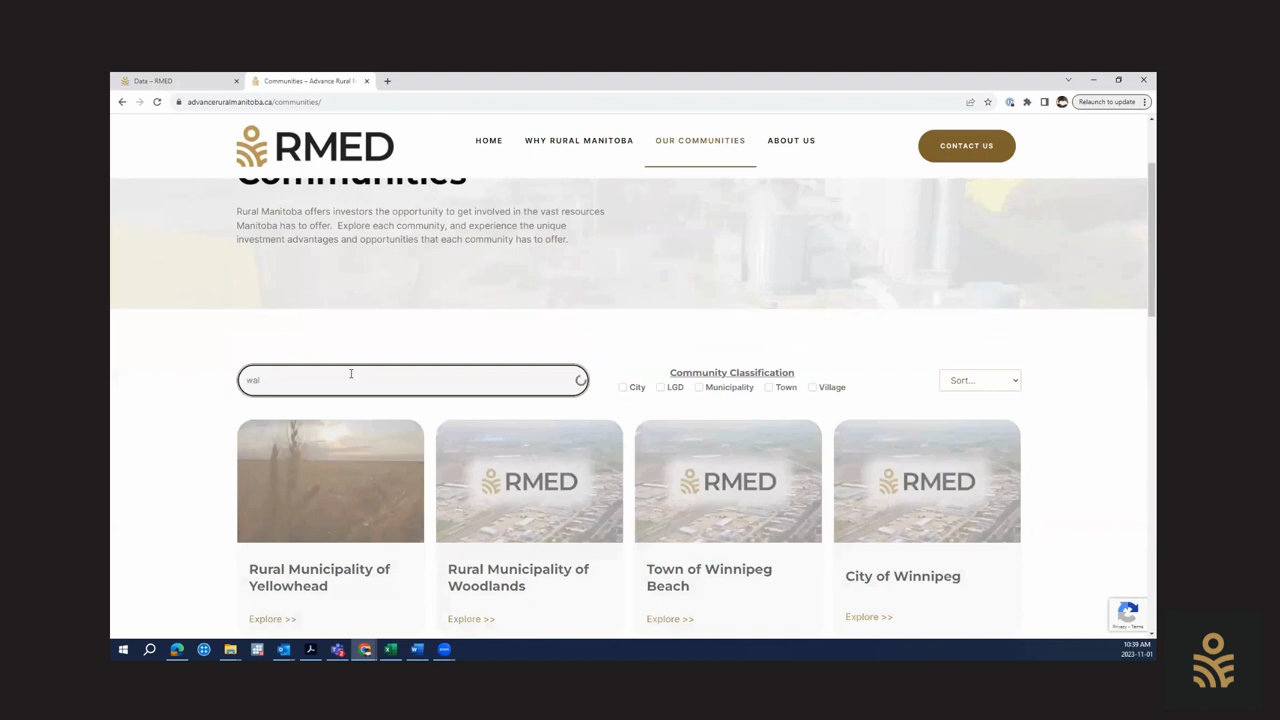 Data – RMED
Communities – Advance Rural M
advanceruralmanitoba.ca/communities/
Relaunch to update
RMED
HOME
WHY RURAL MANITOBA
OUR COMMUNITIES
ABOUT US
CONTACT US
Communities
Rural Manitoba offers investors the opportunity to get involved in the vast resources
Manitoba has to offer. Explore each community, and experience the unique
investment advantages and opportunities that each community has to offer.
wal
Community Classification
City
LGD
Municipality
Town
Village
Sort...
RMED
RMED
RMED
Rural Municipality of
Yellowhead
Explore >>
Rural Municipality of
Woodlands
Explore >>
Town of Winnipeg
Beach
Explore >>
City of Winnipeg
Explore >>
Privacy - Terms
10:39 AM
2023-11-01